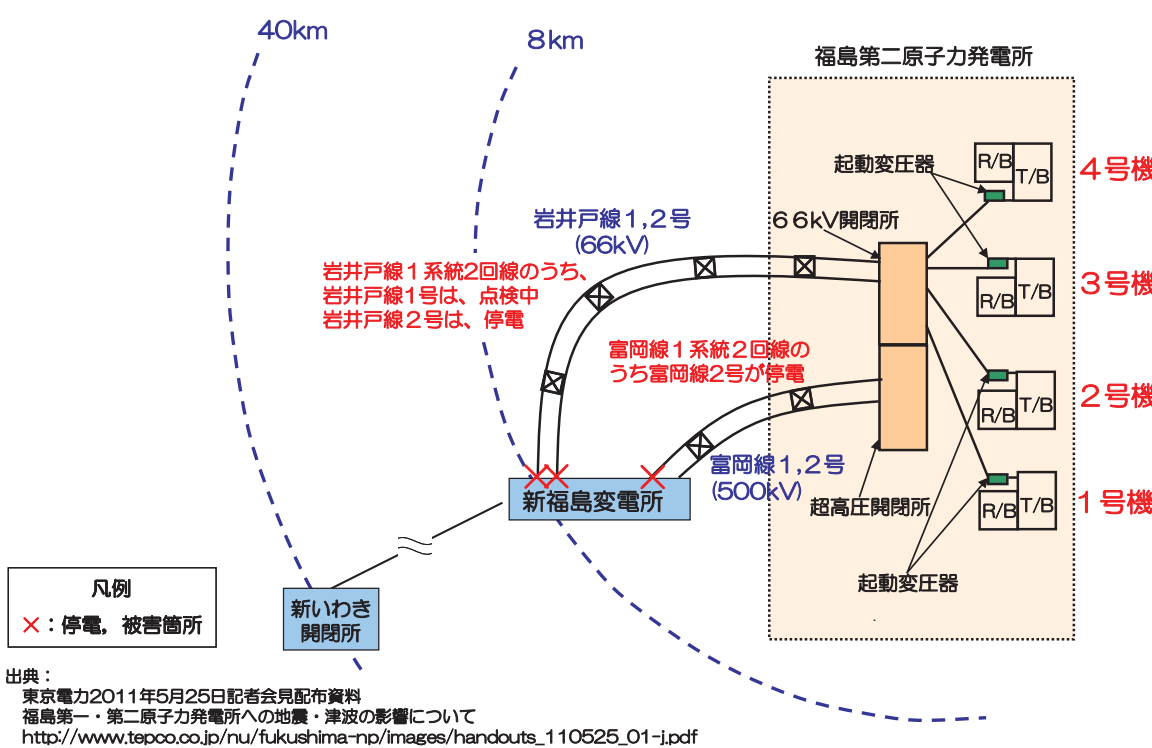 40km
8km
福島第二原子力発電所
起動変圧器
R/B
T/B
4号機
66kV開閉所
岩井戸線1,2号
(66kV)
岩井戸線1系統2回線のうち、
岩井戸線1号は、点検中
岩井戸線2号は、停電
R/B
T/B
3号機
富岡線1系統2回線の
うち富岡線2号が停電
R/B
T/B
2号機
富岡線1,2号
(500kV)
新福島変電所
超高圧開閉所
R/B
T/B
1号機
起動変圧器
凡例
×：停電，被害箇所
新いわき
開閉所
出典：
東京電力2011年5月25日記者会見配布資料
福島第一・第二原子力発電所への地震・津波の影響について
http://www.tepco.co.jp/nu/fukushima-np/images/handouts_110525_01-j.pdf